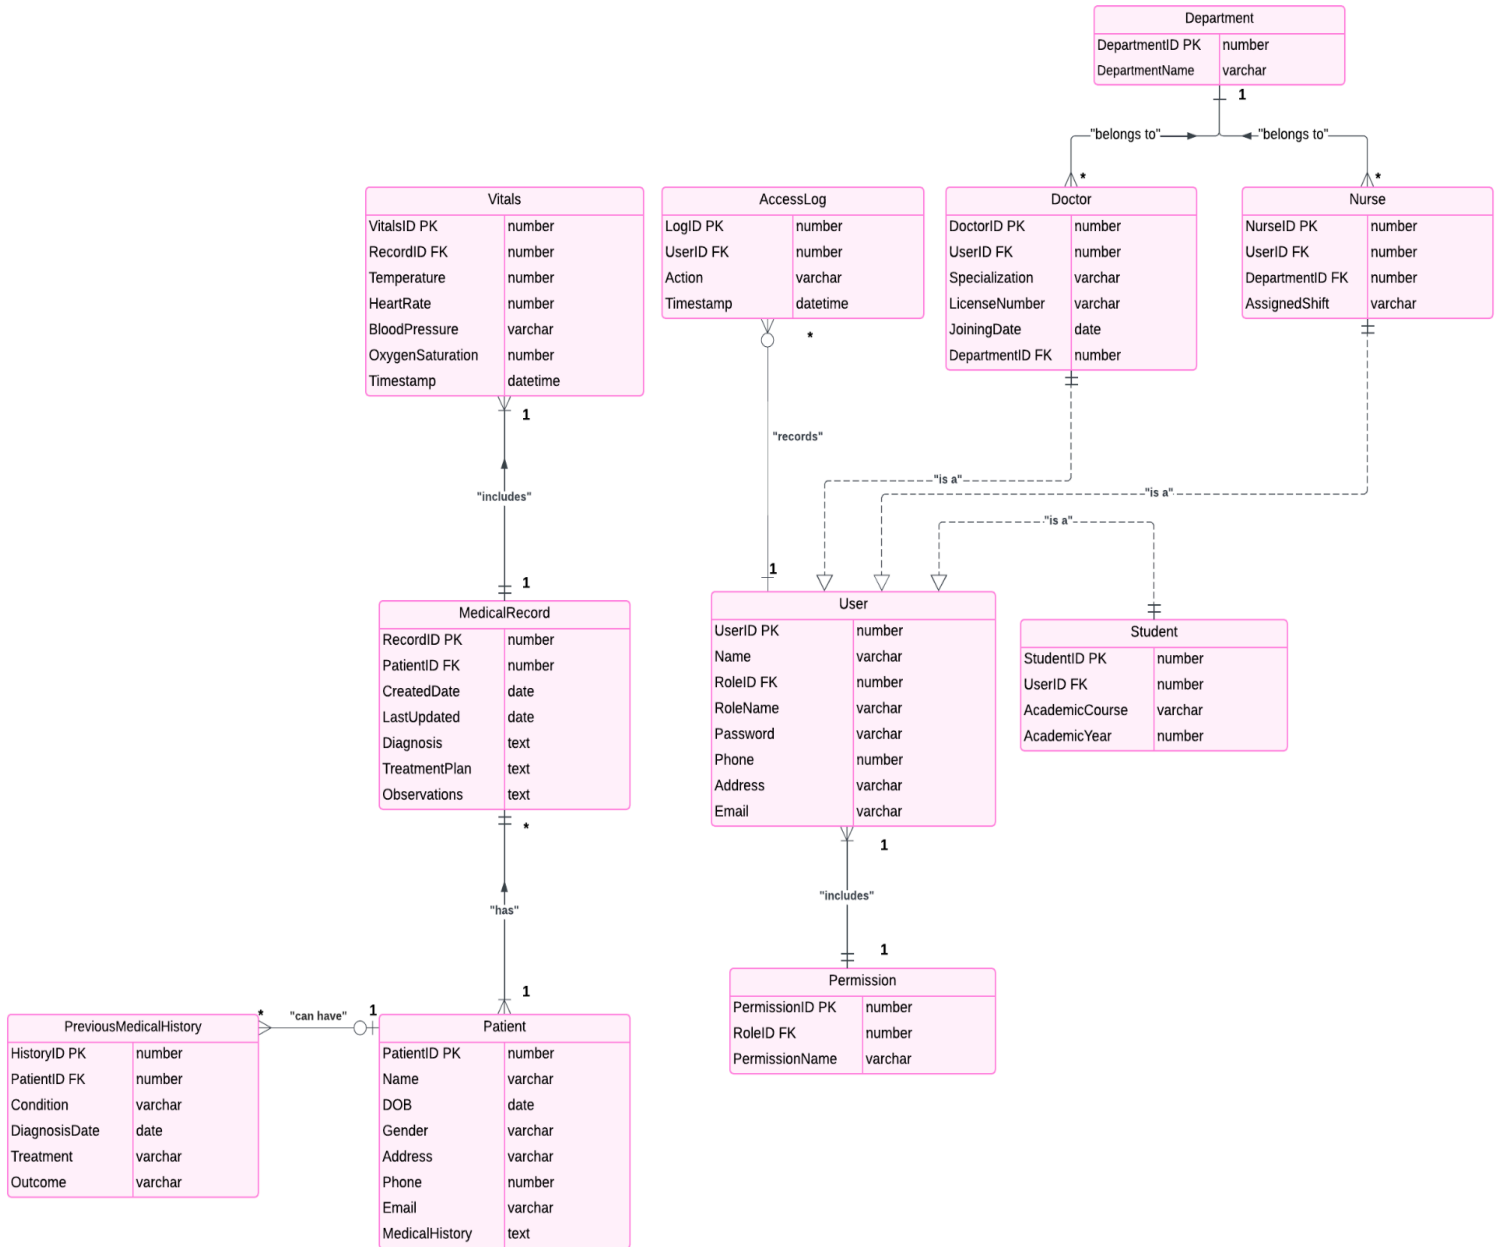 Department
DepartmentID PK number
DepartmentName varchar
1
"belongs to" "belongs to"
* *
Vitals
VitalsID PK number
RecordID FK number
Temperature number
HeartRate number
BloodPressure varchar
OxygenSaturation number
Timestamp datetime
1
"includes"
1
AccessLog
LogID PK number
UserID FK number
Action varchar
Timestamp datetime
*
"records"
1
Doctor
DoctorID PK number
UserID FK number
Specialization varchar
LicenseNumber varchar
JoiningDate date
DepartmentID FK number
"is a"
Nurse
NurseID PK number
UserID FK number
DepartmentID FK number
AssignedShift varchar
"is a"
"is a"
MedicalRecord
RecordID PK number
PatientID FK number
CreatedDate date
LastUpdated date
Diagnosis text
TreatmentPlan text
Observations text
*
"has"
1
User
UserID PK number
Name varchar
RoleID FK number
RoleName varchar
Password varchar
Phone number
Address varchar
Email varchar
1
"includes"
1
Student
StudentID PK number
UserID FK number
AcademicCourse varchar
AcademicYear number
Permission
PermissionID PK number
RoleID FK number
PermissionName varchar
* "can have" 1
PreviousMedicalHistory
HistoryID PK number
PatientID FK number
Condition varchar
DiagnosisDate date
Treatment varchar
Outcome varchar
Patient
PatientID PK number
Name varchar
DOB date
Gender varchar
Address varchar
Phone number
Email varchar
MedicalHistory text